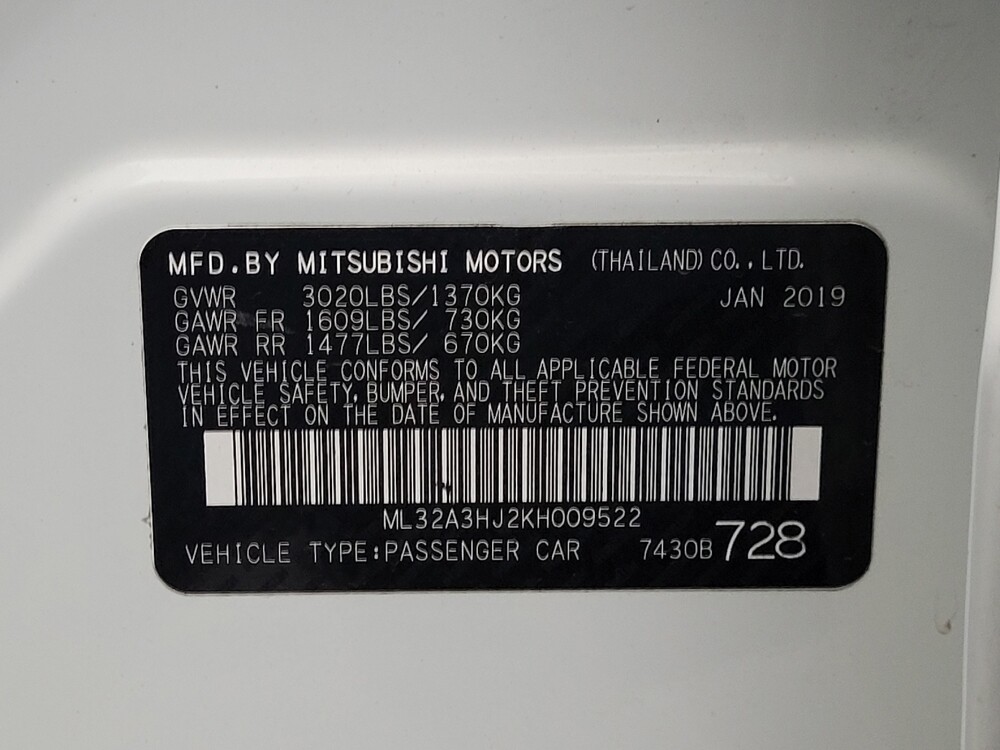 MFD.BY MITSUBISHI MOTORS (THAILAND) CO.,LTD.
GVWR 3020LBS/1370KG JAN 2019
GAWR FR 1609LBS/ 730KG
GAWR RR 1477LBS/ 670KG
THIS VEHICLE CONFORMS TO ALL APPLICABLE FEDERAL MOTOR
VEHICLE SAFETY, BUMPER, AND THEFT PREVENTION STANDARDS
IN EFFECT ON THE DATE OF MANUFACTURE SHOWN ABOVE.
ML32A3HJ2KH009522
VEHICLE TYPE:PASSENGER CAR 7430B 728